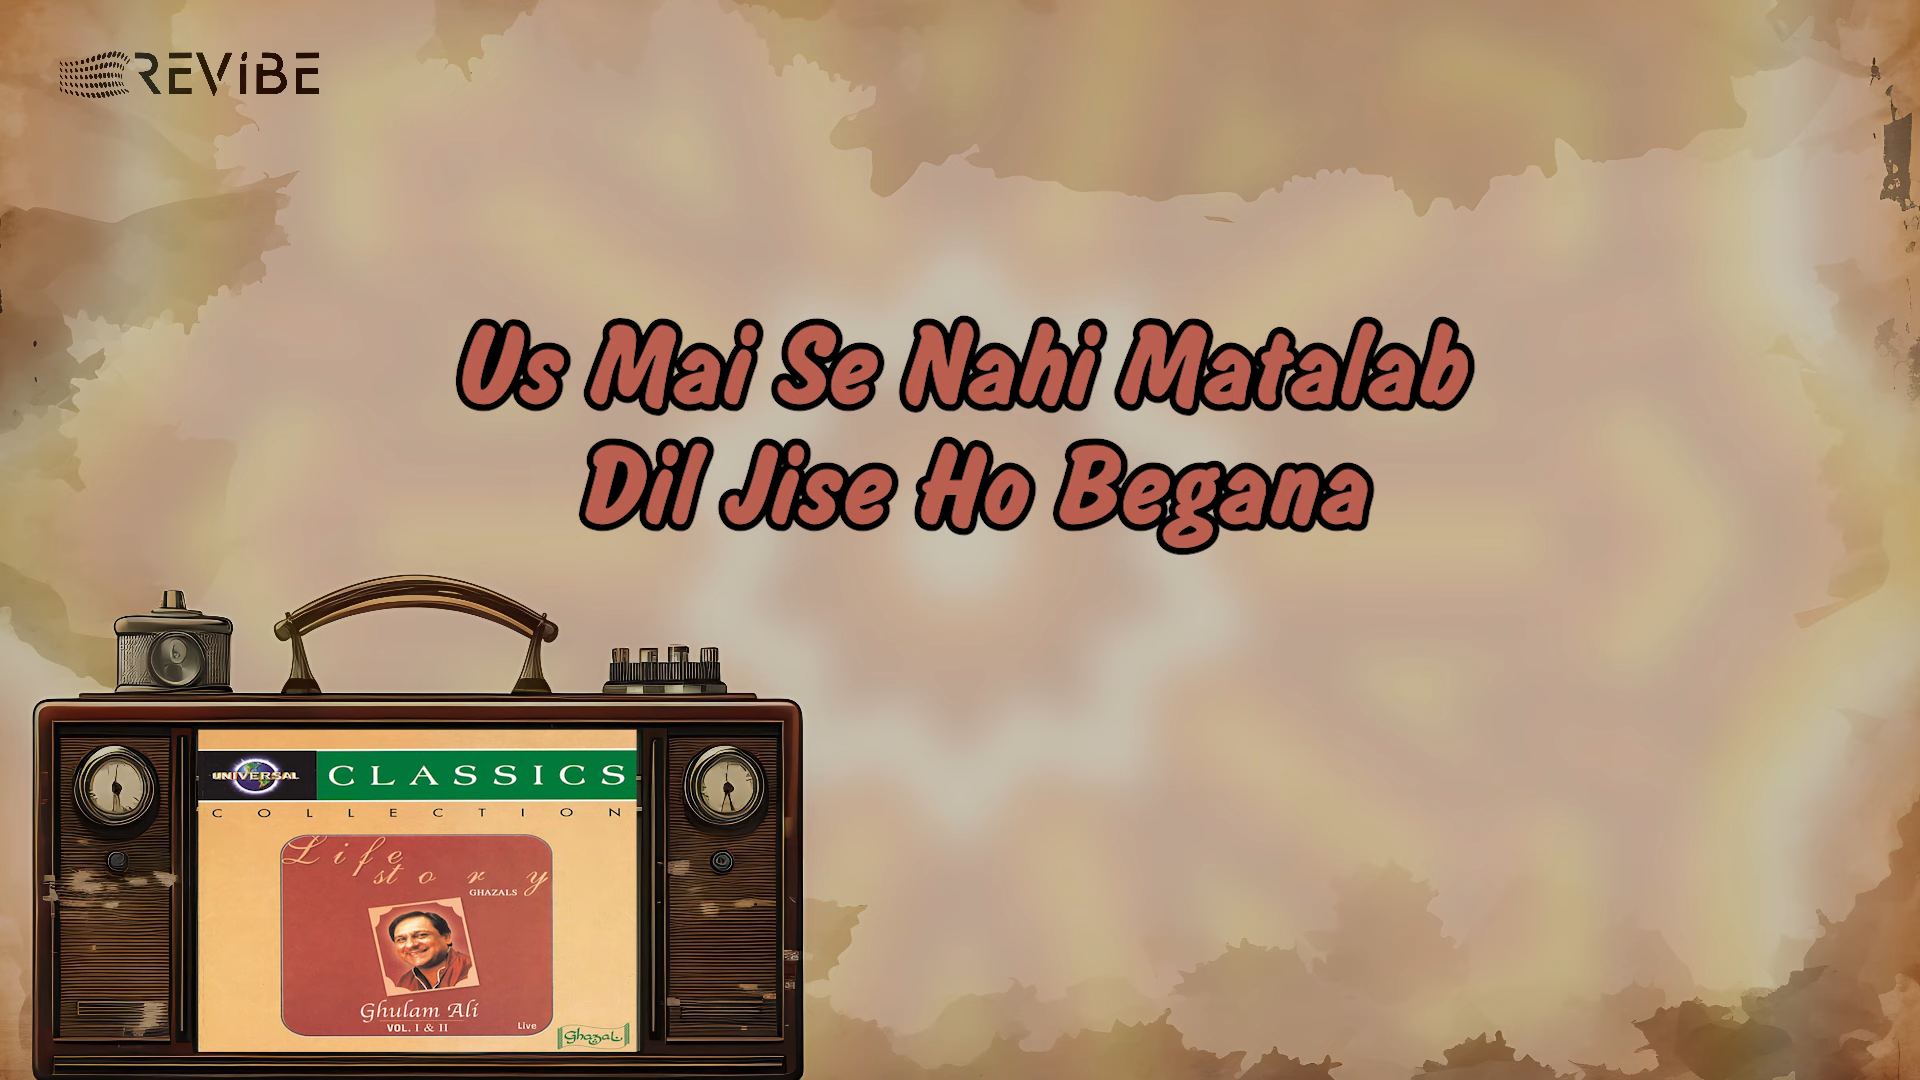 REViBE
Us Mai Se Nahi Matalab
Dil Jise Ho Begana
UNIVERSAL
CLASSICS
COLLECTION
Life
story
GHAZALS
Ghulam Ali
VOL. I & II
Live
Ghazal